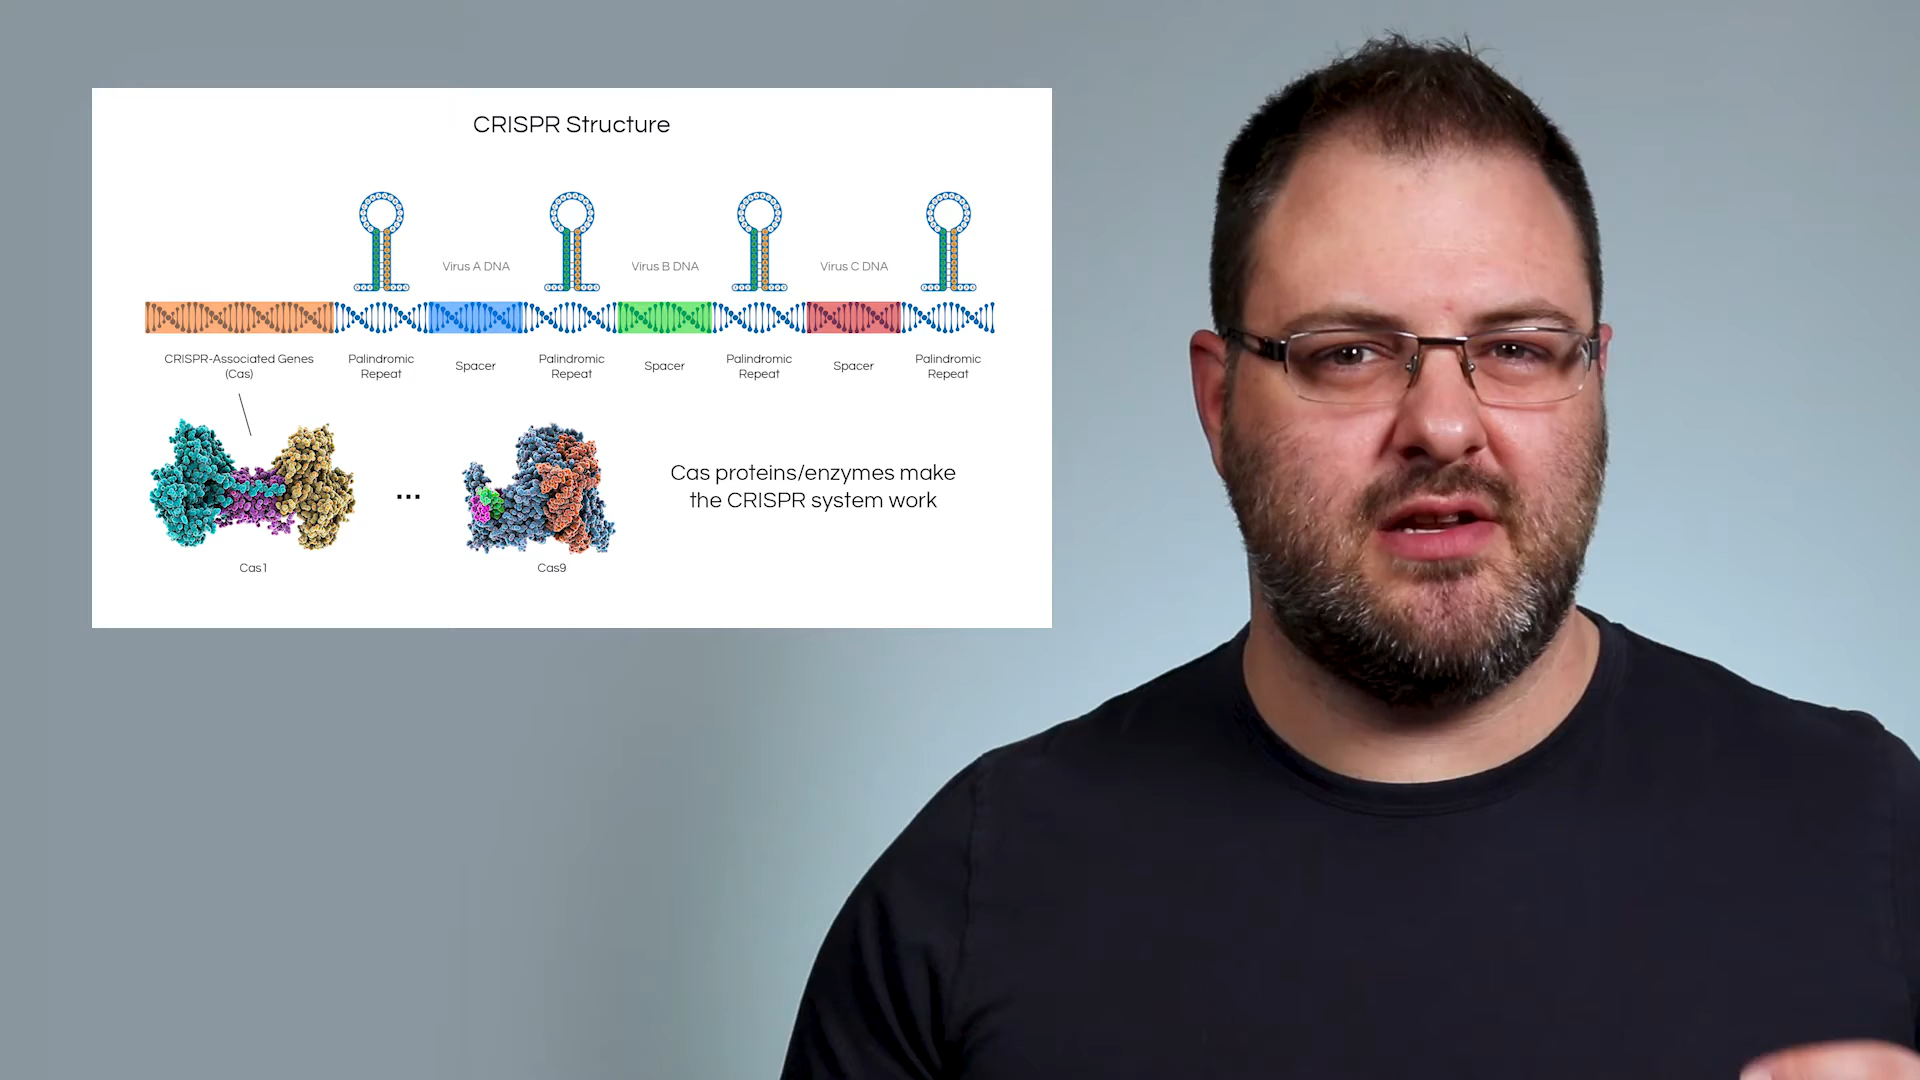 CRISPR Structure
Virus A DNA
Virus B DNA
Virus C DNA
CRISPR-Associated Genes
(Cas)
Palindromic
Repeat
Spacer
Palindromic
Repeat
Spacer
Palindromic
Repeat
Spacer
Palindromic
Repeat
...
Cas proteins/enzymes make
the CRISPR system work
Cas1
Cas9